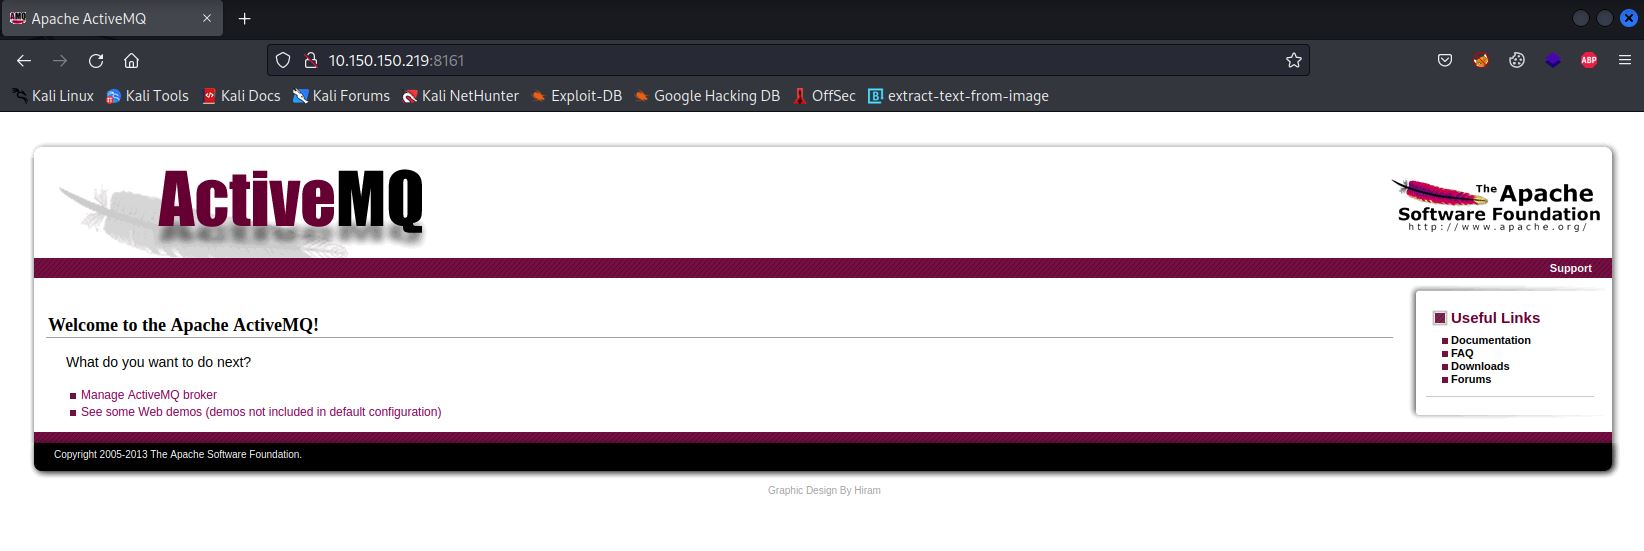 Apache ActiveMQ
10.150.150.219:8161
Kali Linux Kali Tools Kali Docs Kali Forums Kali NetHunter Exploit-DB Google Hacking DB OffSec extract-text-from-image
ABP
ActiveMQ
The Apache
Software Foundation
http://www.apache.org/
Support
Welcome to the Apache ActiveMQ!
What do you want to do next?
Manage ActiveMQ broker
See some Web demos (demos not included in default configuration)
Useful Links
Documentation
FAQ
Downloads
Forums
Copyright 2005-2013 The Apache Software Foundation.
Graphic Design By Hiram